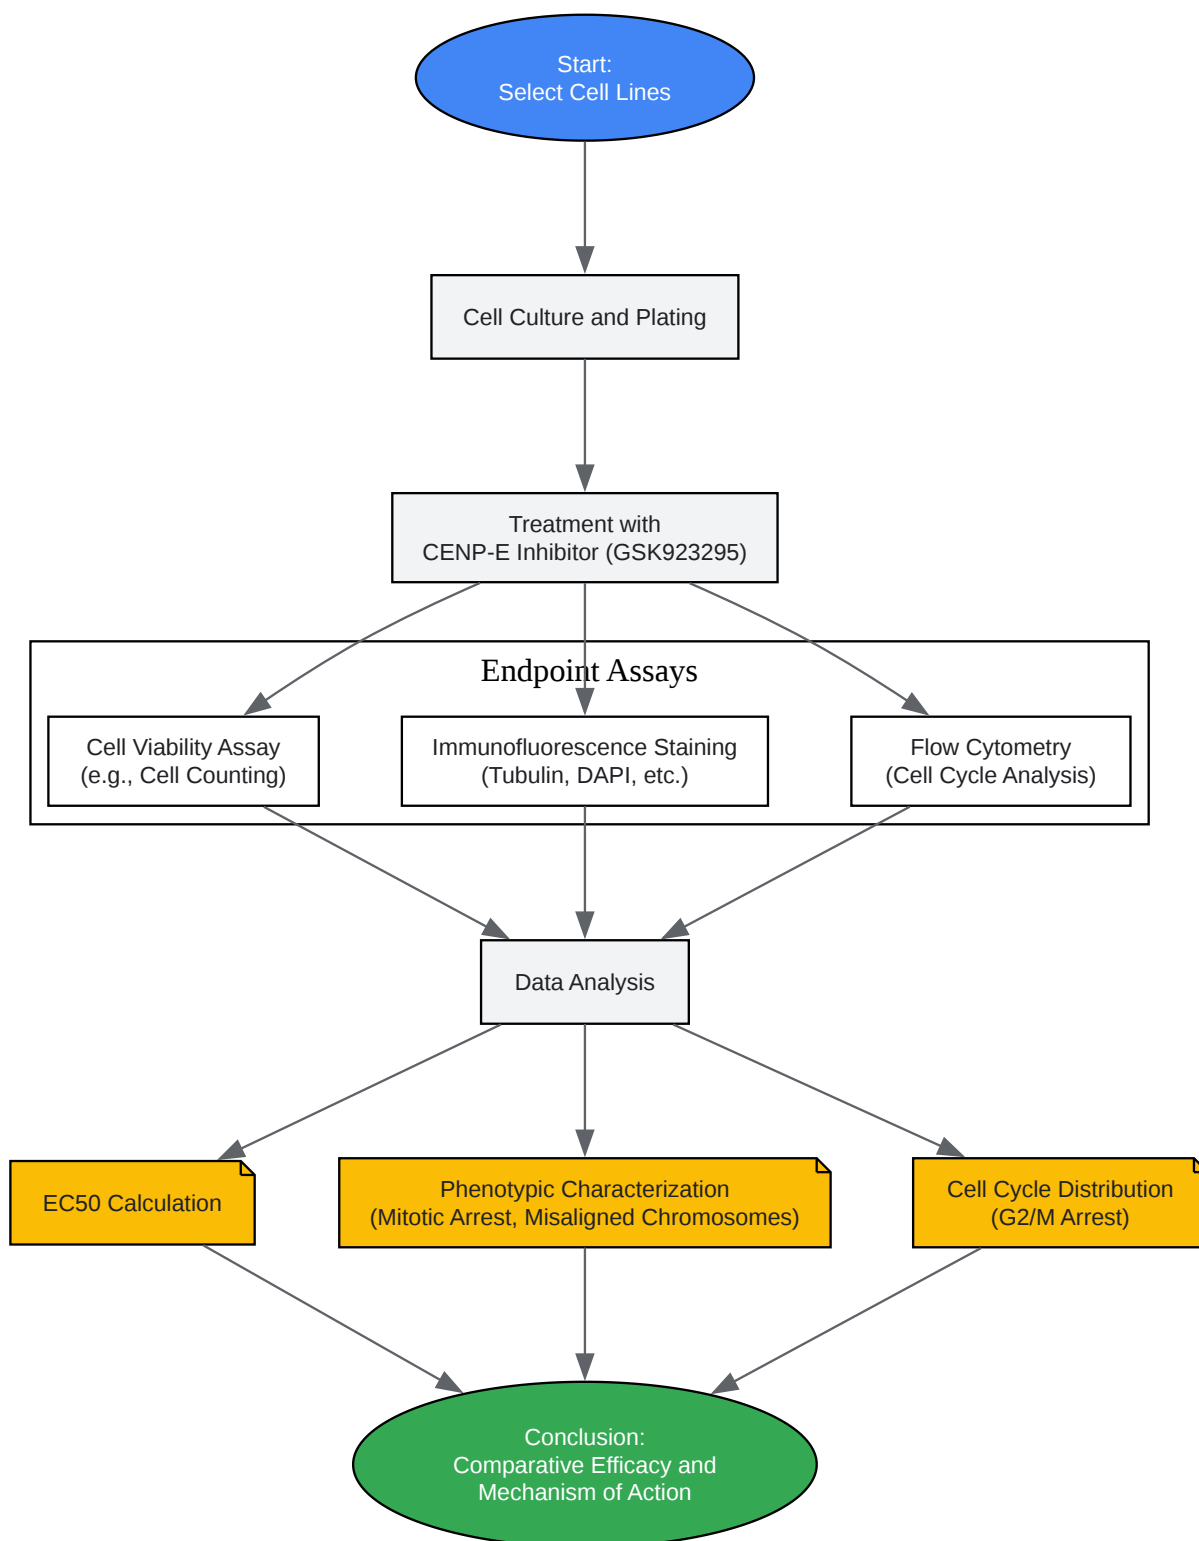 Start:
Select Cell Lines
Cell Culture and Plating
Treatment with
CENP-E Inhibitor (GSK923295)
Endpoint Assays
Cell Viability Assay
(e.g., Cell Counting)
Immunofluorescence Staining
(Tubulin, DAPI, etc.)
Flow Cytometry
(Cell Cycle Analysis)
Data Analysis
EC50 Calculation
Phenotypic Characterization
(Mitotic Arrest, Misaligned Chromosomes)
Cell Cycle Distribution
(G2/M Arrest)
Conclusion:
Comparative Efficacy and
Mechanism of Action